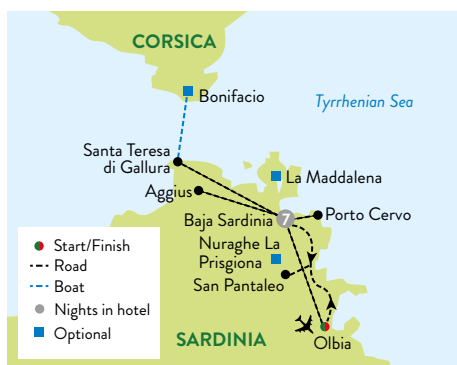 CORSICA
Bonifacio
Tyrrhenian Sea
Santa Teresa
di Gallura
La Maddalena
Aggius
Baja Sardinia
7
Porto Cervo
Nuraghe La
Prisgiona
San Pantaleo
Start/Finish
Road
Boat
Nights in hotel
Optional
SARDINIA
Olbia